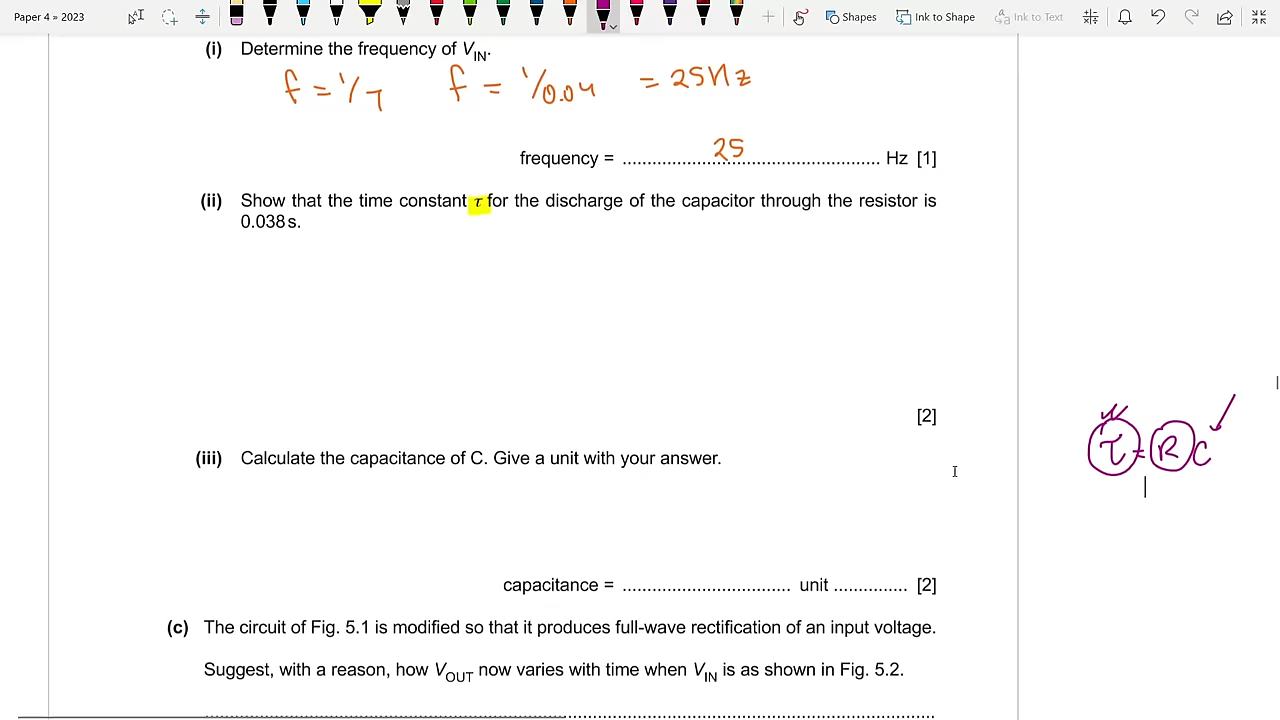 Paper 4 » 2023
Shapes
Ink to Shape
Ink to Text
(i) Determine the frequency of VIN.
f = 1/T f = 1/0.04 = 25Hz
frequency = ............25............ Hz [1]
(ii) Show that the time constant τ for the discharge of the capacitor through the resistor is
0.038 s.
[2]
τ = RC
(iii) Calculate the capacitance of C. Give a unit with your answer.
capacitance = .................................. unit ............... [2]
(c) The circuit of Fig. 5.1 is modified so that it produces full-wave rectification of an input voltage.
Suggest, with a reason, how VOUT now varies with time when VIN is as shown in Fig. 5.2.